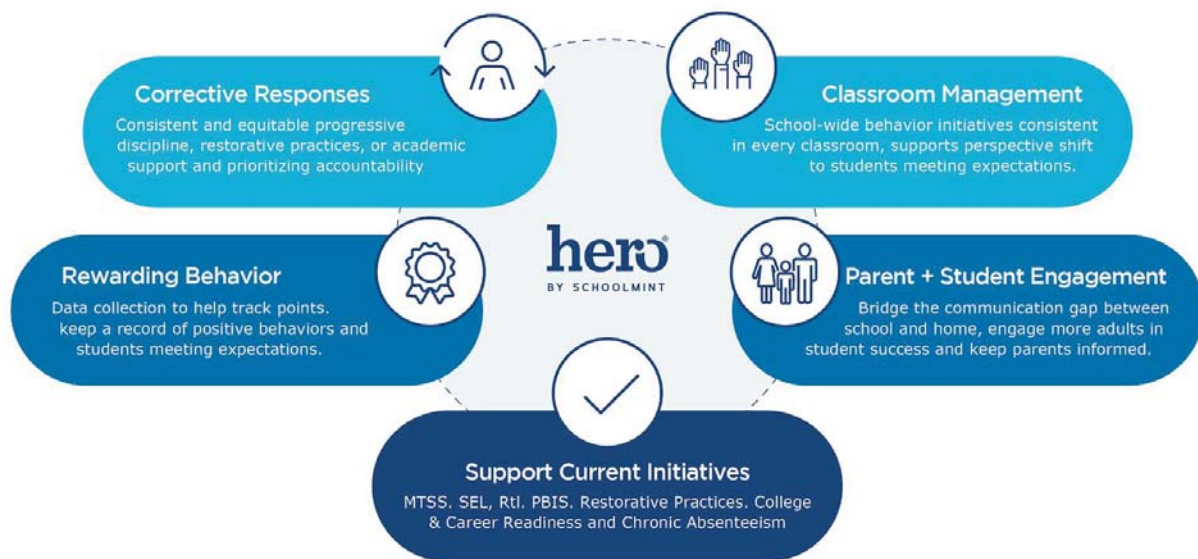 Corrective Responses
Consistent and equitable progressive
discipline, restorative practices, or academic
support and prioritizing accountability
Classroom Management
School-wide behavior initiatives consistent
in every classroom, supports perspective shift
to students meeting expectations.
hero®
BY SCHOOLMINT
Rewarding Behavior
Data collection to help track points.
keep a record of positive behaviors and
students meeting expectations.
Parent + Student Engagement
Bridge the communication gap between
school and home, engage more adults in
student success and keep parents informed.
Support Current Initiatives
MTSS. SEL, Rtl. PBIS. Restorative Practices. College
& Career Readiness and Chronic Absenteeism